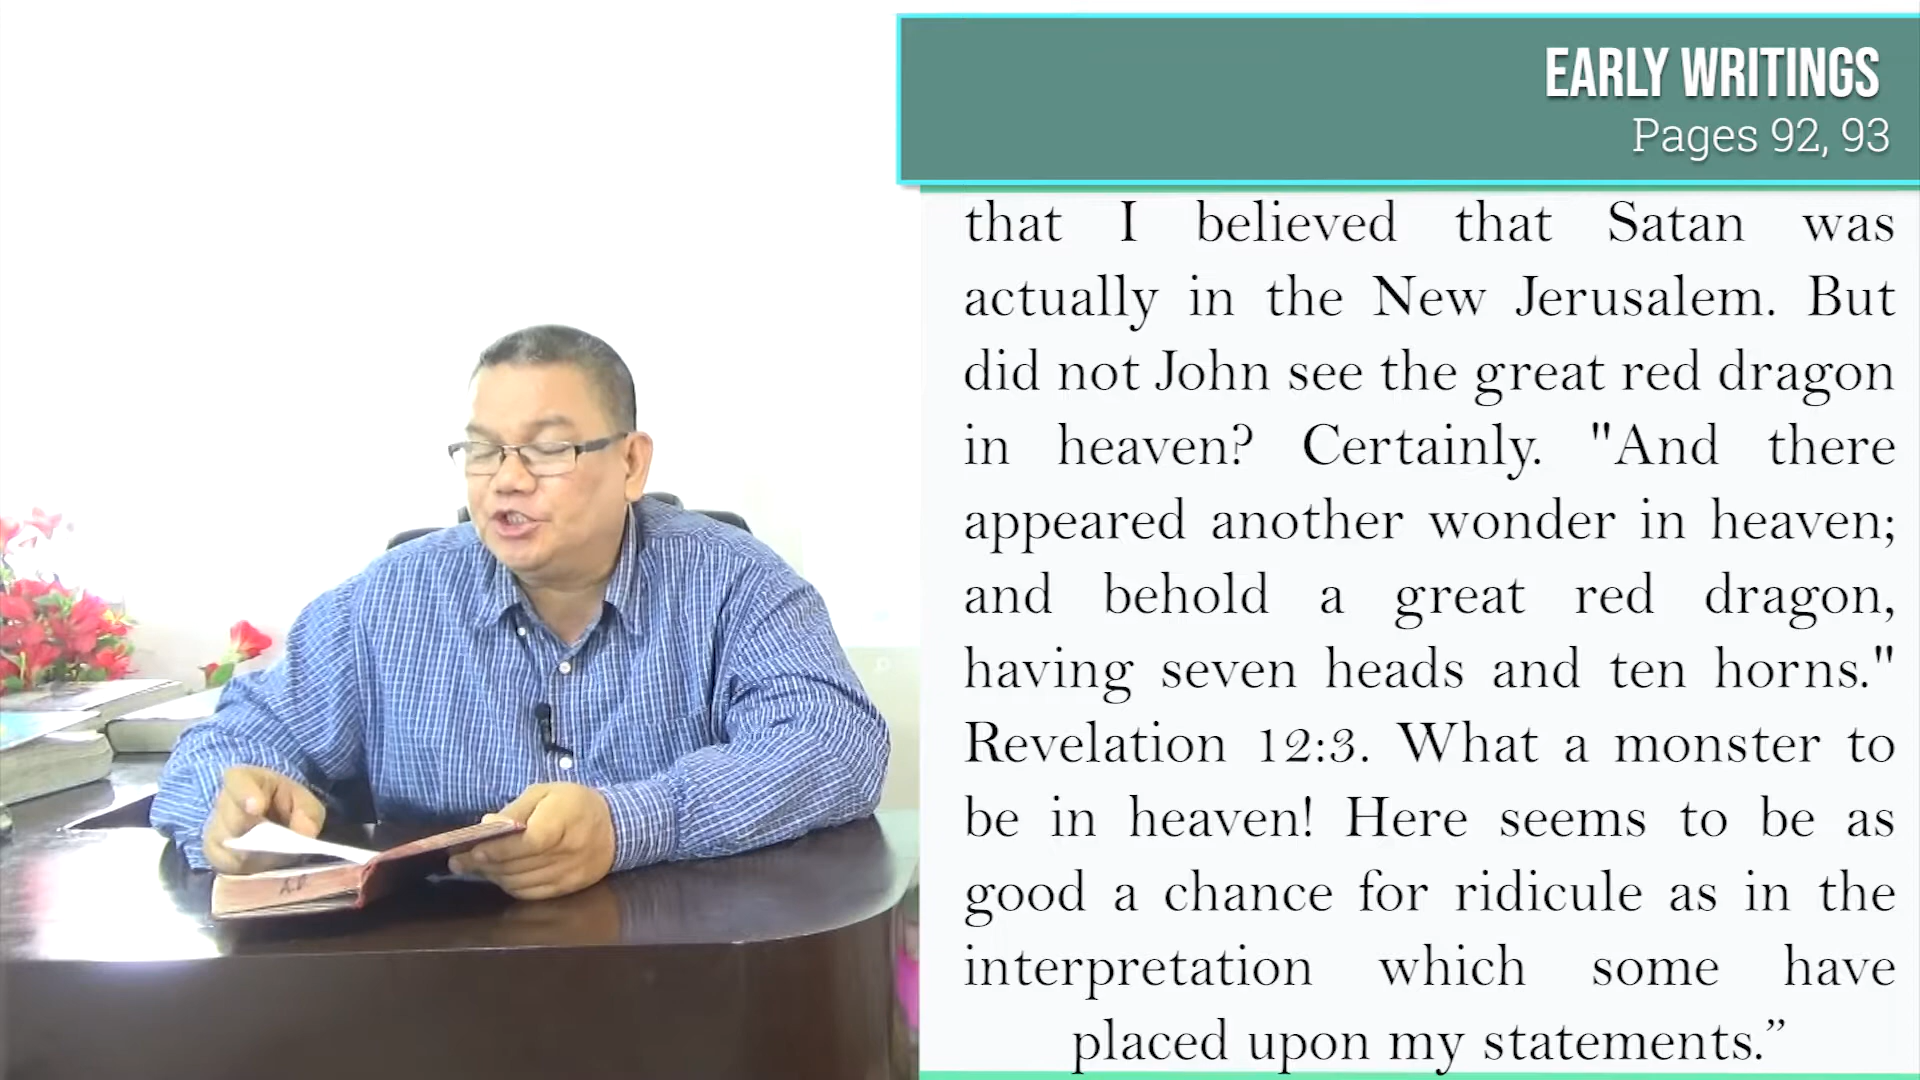 EARLY WRITINGS
Pages 92, 93
that I believed that Satan was
actually in the New Jerusalem. But
did not John see the great red dragon
in heaven? Certainly. "And there
appeared another wonder in heaven;
and behold a great red dragon,
having seven heads and ten horns."
Revelation 12:3. What a monster to
be in heaven! Here seems to be as
good a chance for ridicule as in the
interpretation which some have
placed upon my statements.”